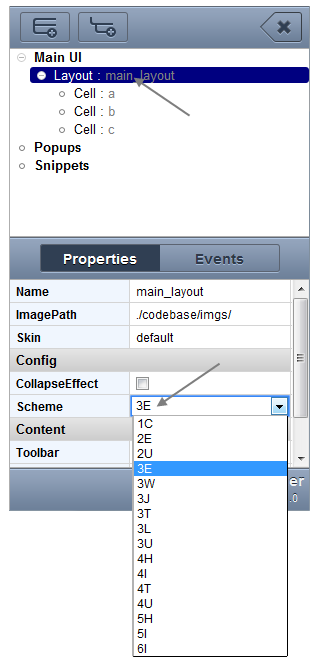 Main UI
Layout : main_layout
Cell : a
Cell : b
Cell : c
Popups
Snippets
Properties Events
Name main_layout
ImagePath ./codebase/imgs/
Skin default
Config
CollapseEffect
Scheme 3E
Content
Toolbar
1C
2E
2U
3E
3W
3J
3T
3L
3U
4H
4I
4T
4U
5H
5I
6I
er
.0